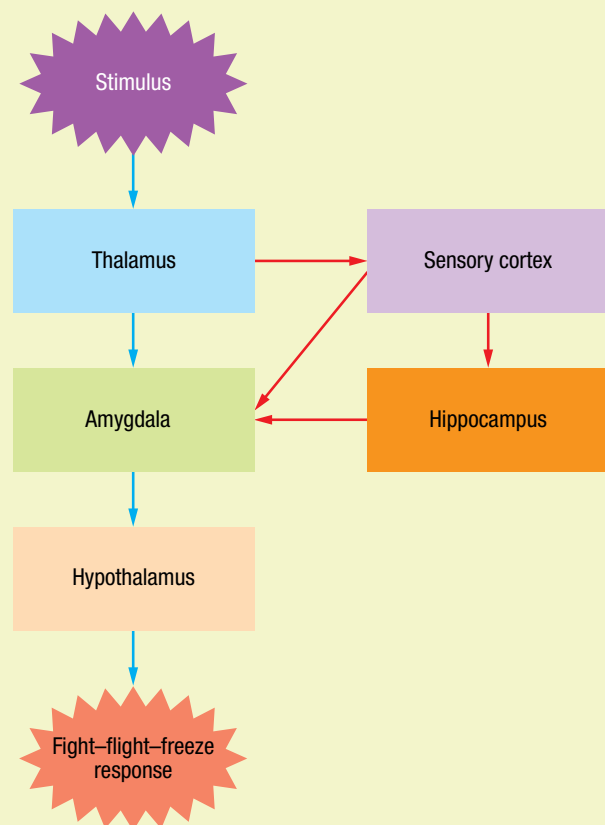 Stimulus
Thalamus
Sensory cortex
Amygdala
Hippocampus
Hypothalamus
Fight–flight–freeze
response